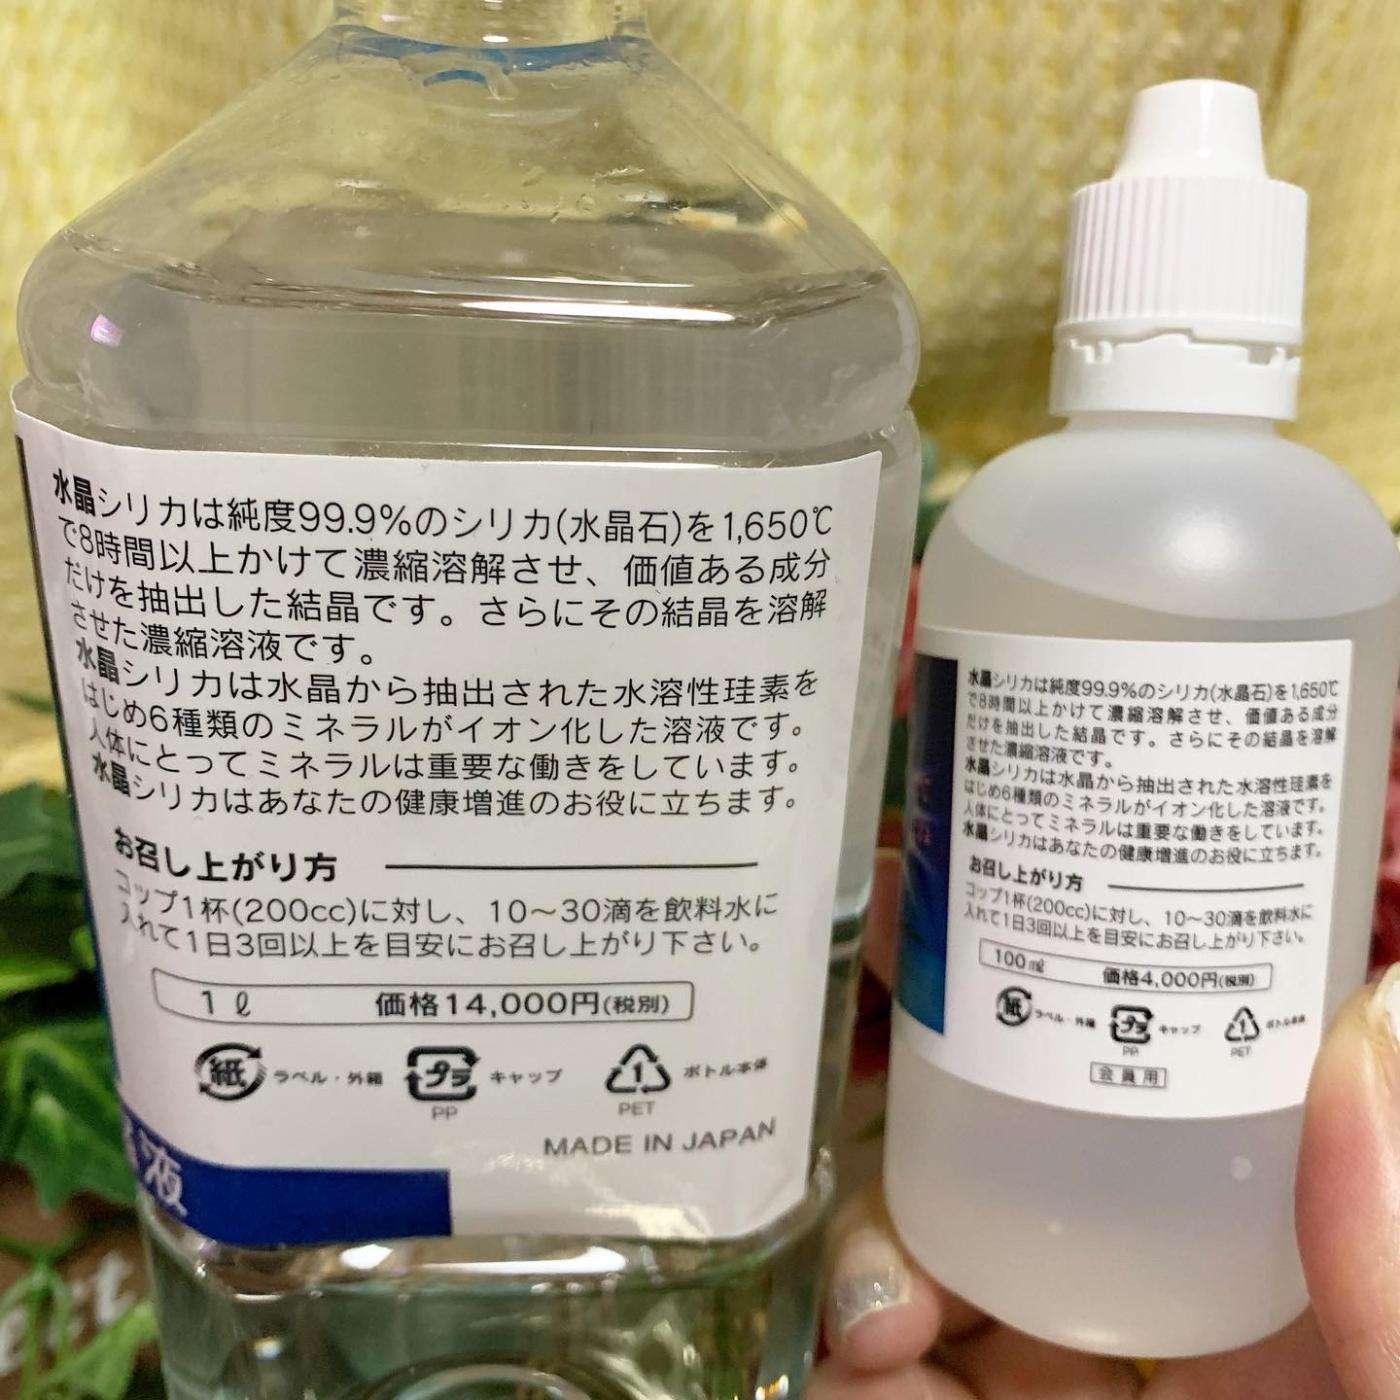 水晶シリカは純度99.9%のシリカ(水晶石)を1,650℃
で8時間以上かけて濃縮溶解させ、価値ある成分
だけを抽出した結晶です。さらにその結晶を溶解
させた濃縮溶液です。
水晶シリカは水晶から抽出された水溶性珪素を
はじめ6種類のミネラルがイオン化した溶液です。
人体にとってミネラルは重要な働きをしています。
水晶シリカはあなたの健康増進のお役に立ちます。
お召し上がり方
コップ1杯(200cc)に対し、10〜30滴を飲料水に
入れて1日3回以上を目安にお召し上がり下さい。
1ℓ 価格14,000円(税別)
紙 ラベル・外箱 プラ キャップ 1 ボトル本体
PP PET
MADE IN JAPAN
液
水晶シリカは純度99.9%のシリカ(水晶石)を1,650℃
で8時間以上かけて濃縮溶解させ、価値ある成分
だけを抽出した結晶です。さらにその結晶を溶解
させた濃縮溶液です。
水晶シリカは水晶から抽出された水溶性珪素を
はじめ6種類のミネラルがイオン化した溶液です。
人体にとってミネラルは重要な働きをしています。
水晶シリカはあなたの健康増進のお役に立ちます。
お召し上がり方
コップ1杯(200cc)に対し、10〜30滴を飲料水に
入れて1日3回以上を目安にお召し上がり下さい。
100㎖ 価格4,000円(税別)
紙 ラベル・外箱 プラ キャップ 1 ボトル本体
PP PET
会員用